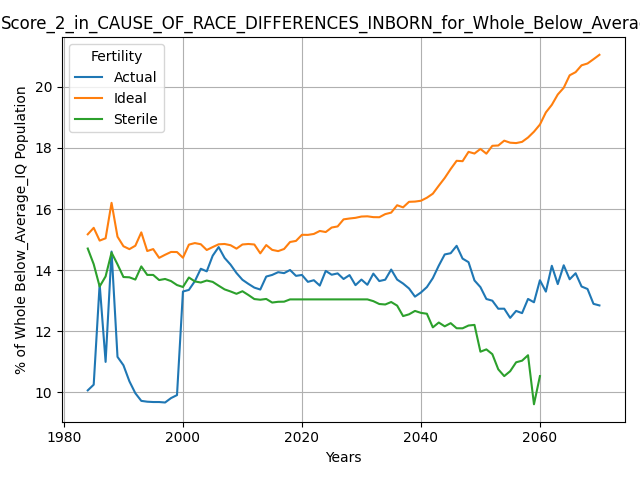 Score_2_in_CAUSE_OF_RACE_DIFFERENCES_INBORN_for_Whole_Below_Avera
Fertility
Actual
Ideal
Sterile
% of Whole Below_Average_IQ Population
20
18
16
14
12
10
1980
2000
2020
2040
2060
Years